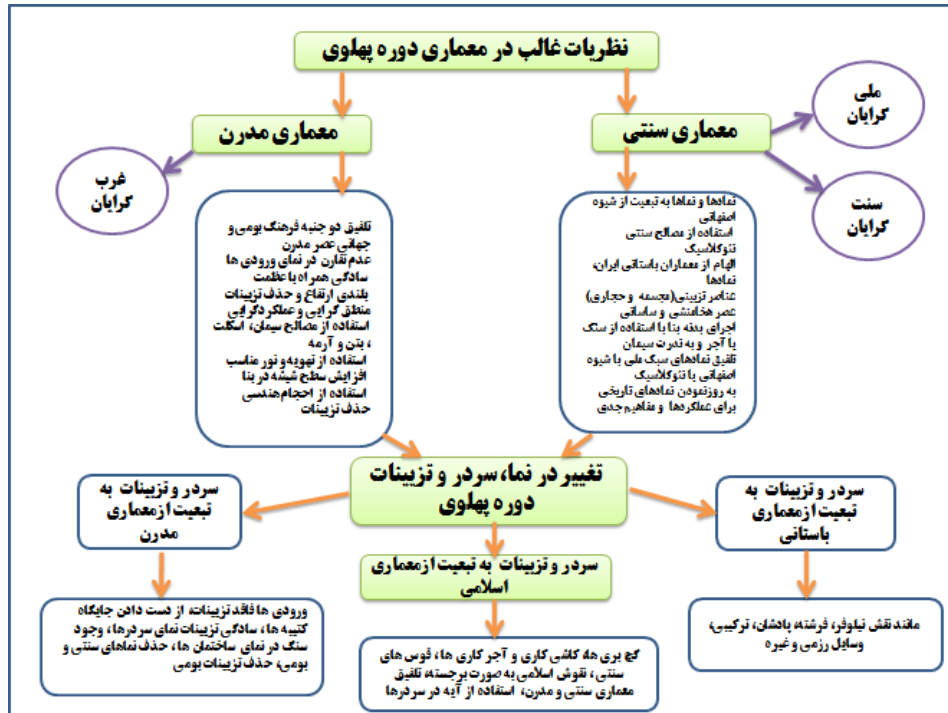 نظریات غالب در معماری دوره پهلوی
ملی
گرایان
معماری سنتی
معماری مدرن
غرب
گرایان
سنت
گرایان
نمادها و نماها به تبعیت از شیوه
اصفهانی
استفاده از مصالح سنتی
نئوکلاسیک
الهام از معماران باستانی ایران،
نمادها
عناصر تزیینی(مجسمه و حجاری)
عصر هخامنشی و ساسانی
اجرای بدنه بنا با استفاده از سنگ
یا آجر و به ندرت سیمان
تلفیق نمادهای سبک ملی با شیوه
اصفهانی یا نئوکلاسیک
به روزنمودن نمادهای تاریخی
برای عملکردها و مفاهیم جدی
تلفیق دو جنبه فرهنگ بومی و
جهانی عصر مدرن
عدم تقارن در نمای ورودی ها
سادگی همراه با عظمت
بلندی ارتفاع و حذف تزیینات
منطق گرایی و عملکردگرایی
استفاده از مصالح سیمان، اسکلت
، بتن و آرمه
استفاده از تهویه و نور مناسب
افزایش سطح شیشه در بنا
استفاده از احجام هندسی
حذف تزیینات
تغییر در نما، سردر و تزیینات
دوره پهلوی
سردر و تزیینات به
تبعیت از معماری
باستانی
سردر و تزیینات به تبعیت ازمعماری
اسلامی
سردر و تزیینات به
تبعیت ازمعماری
مدرن
مانند نقش نیلوفر، فرشته، پادشان، ترکیبی،
وسایل رزمی و غیره
گچ بری ها، کاشی کاری و آجر کاری ها، قوس های
سنتی، نقوش اسلامی به صورت برجسته، تلفیق
معماری سنتی و مدرن، استفاده از آیه در سردرها
ورودی ها فاقد تزیینات، از دست دادن جایگاه
کتیبه ها، سادگی تزیینات نمای سردرها، وجود
سنگ در نمای ساختمان ها، حذف نماهای سنتی و
بومی، حذف تزیینات بومی